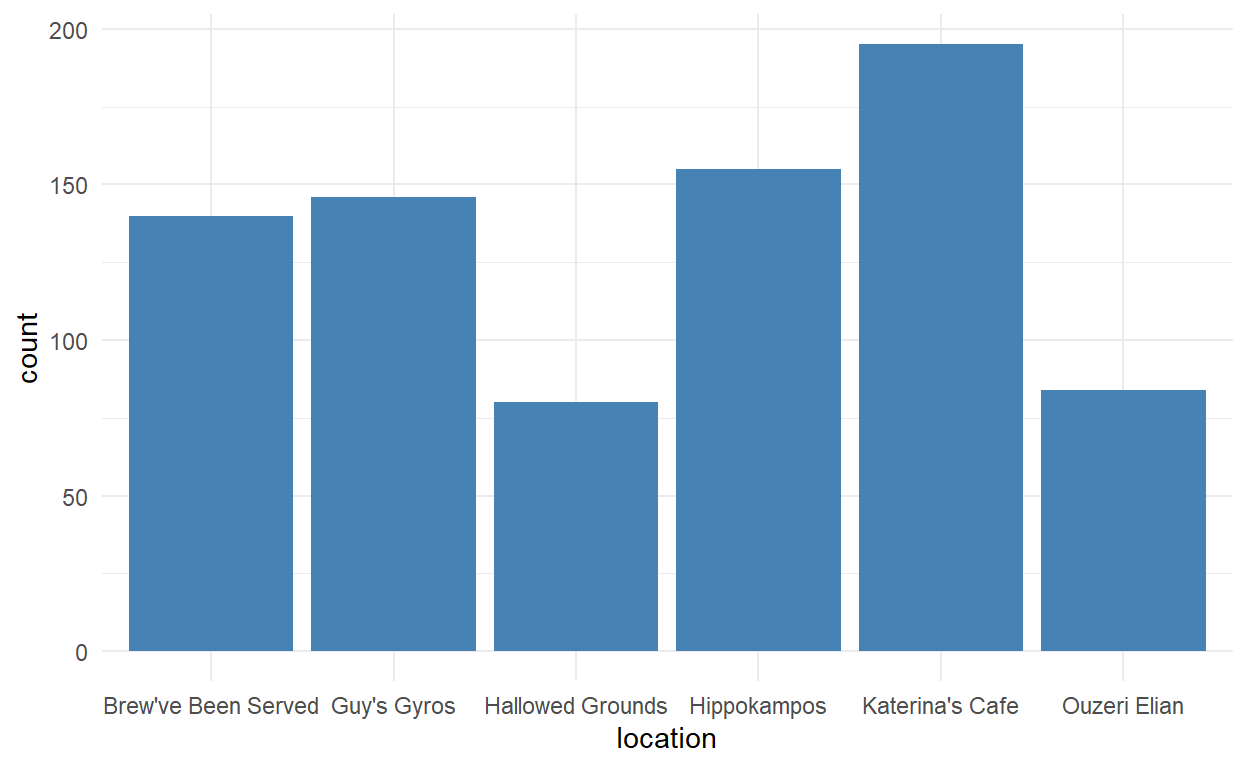 200
150
100
50
0
count
Brew've Been Served Guy's Gyros Hallowed Grounds Hippokampos Katerina's Cafe Ouzeri Elian
location